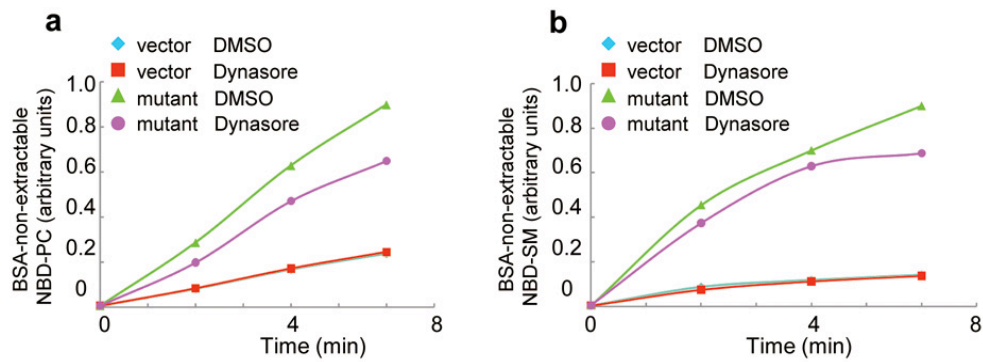 a
vector DMSO
vector Dynasore
mutant DMSO
mutant Dynasore
BSA-non-extractable
NBD-PC (arbitrary units)
1.0
0.8
0.6
0.4
0.2
0
0 4 8
Time (min)
b
vector DMSO
vector Dynasore
mutant DMSO
mutant Dynasore
BSA-non-extractable
NBD-SM (arbitrary units)
1.0
0.8
0.6
0.4
0.2
0
0 4 8
Time (min)